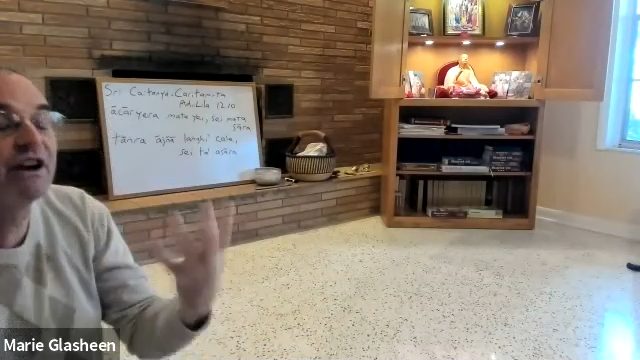 Sri Caitanya-Caritamrta
Adi-Lila 12.10
ācāryera mata yei, sei mata
sāra
tāṅra ājñā laṅghi' cale,
sei ta' asāra
Marie Glasheen